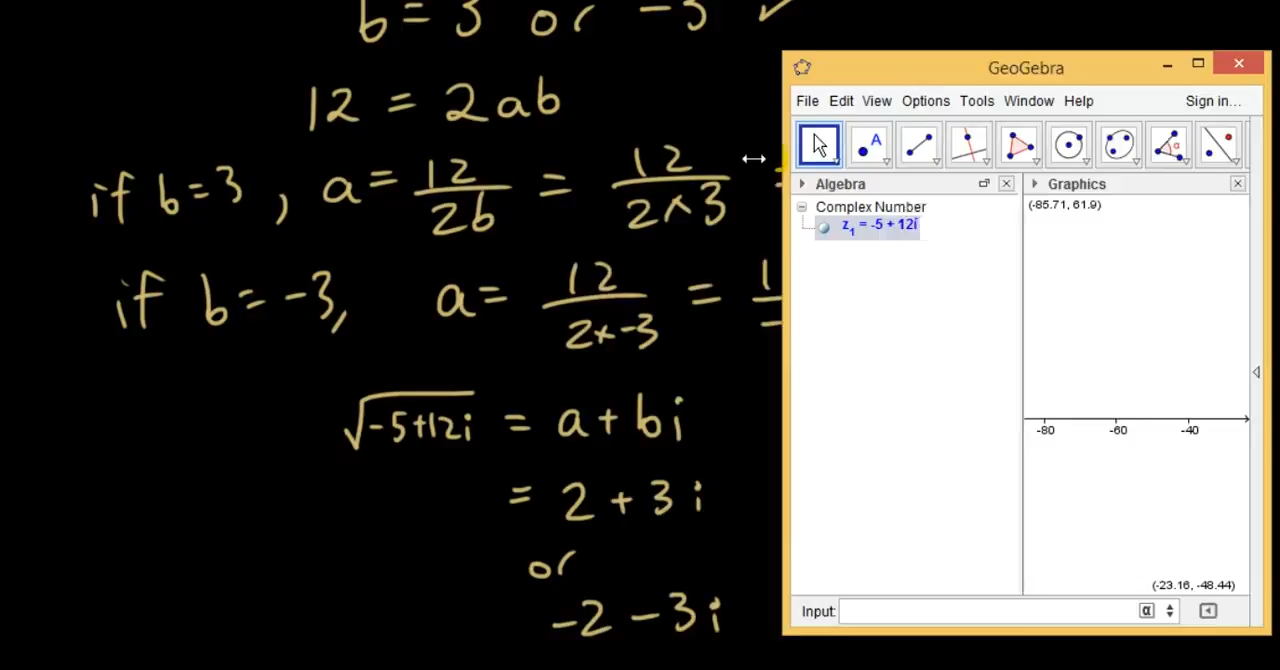 b = 3 or -3 ✓
12 = 2ab
if b = 3 , a = 12/2b = 12/2×3
if b = -3, a = 12/2×-3 =
√-5+12i = a + bi
= 2 + 3i
or
-2 - 3i
GeoGebra
File Edit View Options Tools Window Help Sign in...
A α
Algebra
Graphics
Complex Number
z₁ = -5 + 12i
(-85.71, 61.9)
-80 -60 -40
(-23.16, -48.44)
Input: α